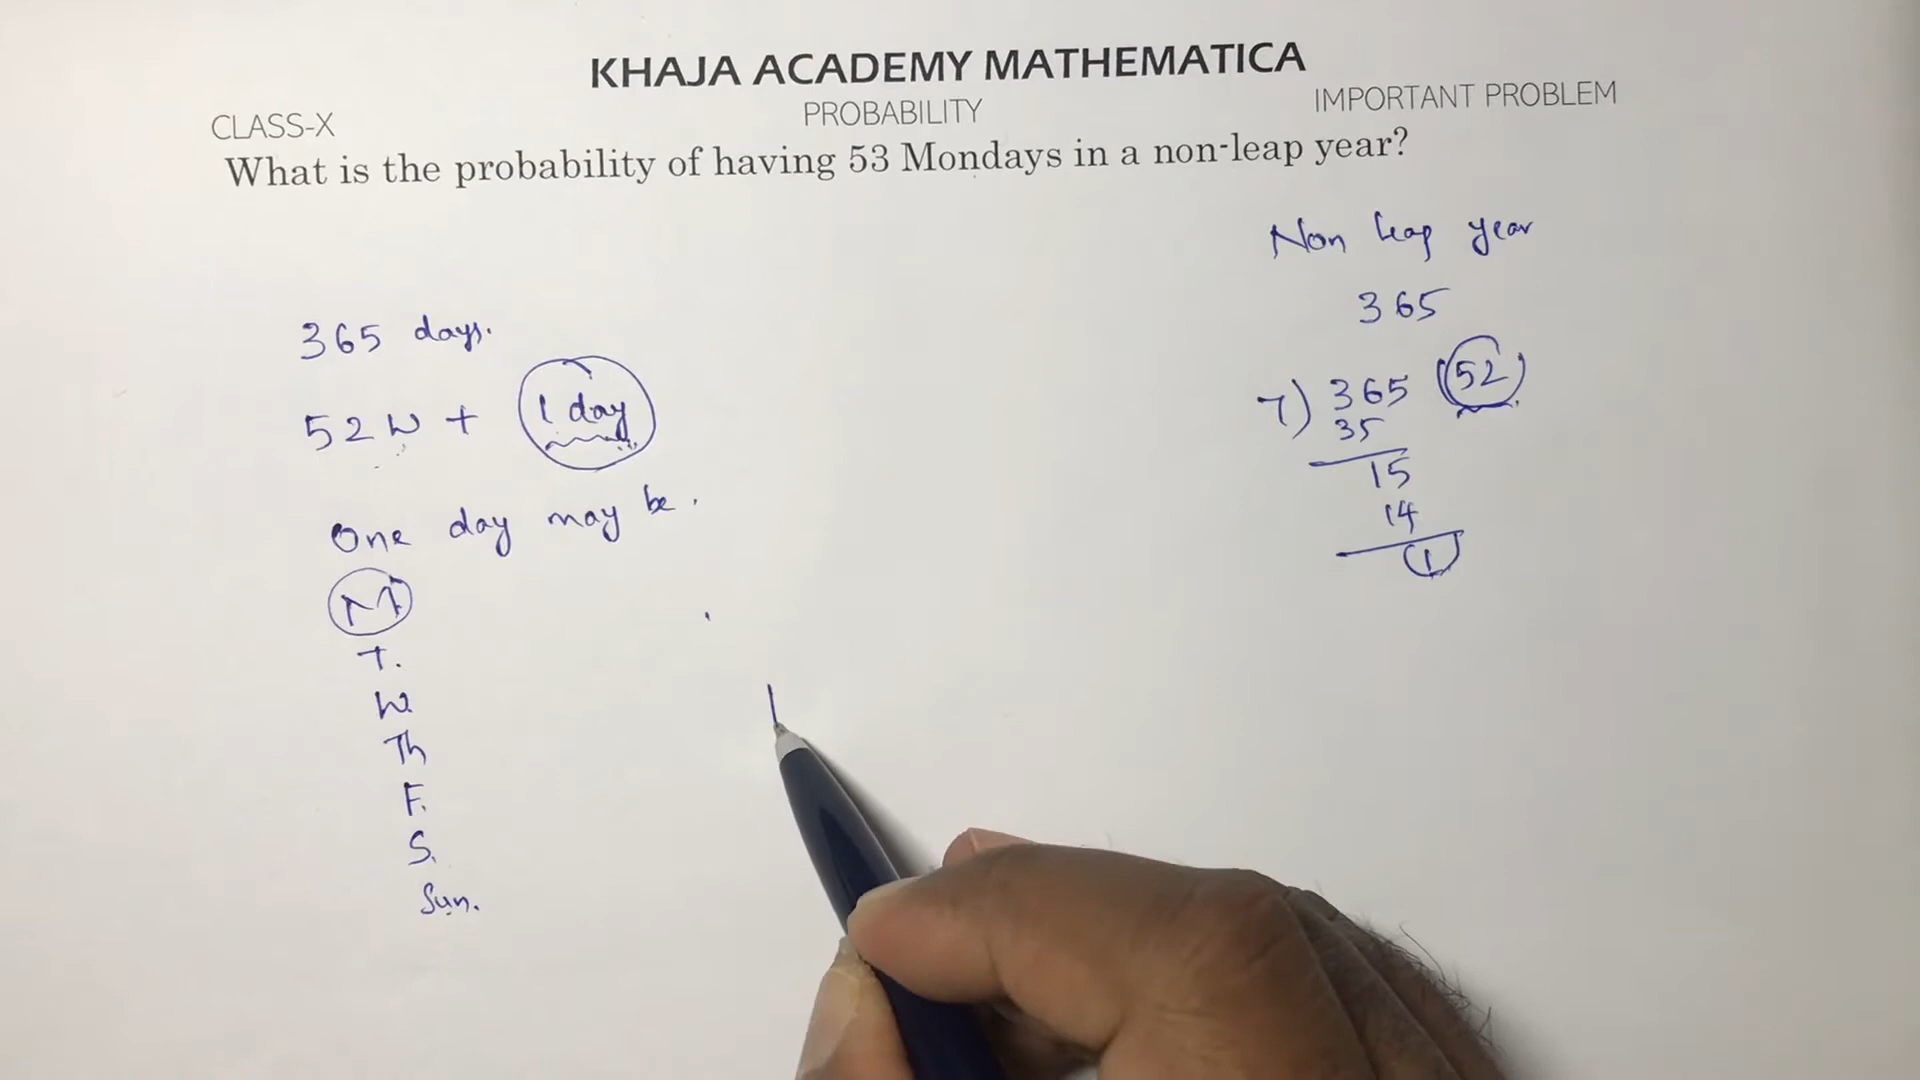 KHAJA ACADEMY MATHEMATICA
CLASS-X PROBABILITY IMPORTANT PROBLEM
What is the probability of having 53 Mondays in a non-leap year?
Non leap year
365
7) 365 (52)
35
15
14
1
365 days.
52 W + 1 day
One day may be.
M
T.
W.
Th
F.
S.
Sun.